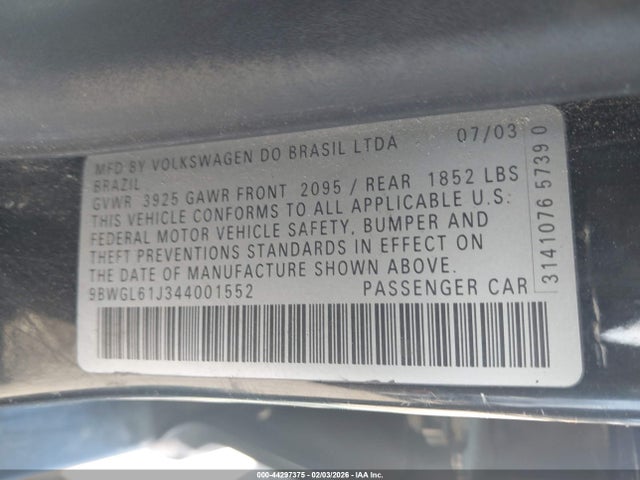 MFD BY VOLKSWAGEN DO BRASIL LTDA 07/03
BRAZIL
GVWR 3925 GAWR FRONT 2095 / REAR 1852 LBS
THIS VEHICLE CONFORMS TO ALL APPLICABLE U.S.
FEDERAL MOTOR VEHICLE SAFETY, BUMPER AND
THEFT PREVENTIONS STANDARDS IN EFFECT ON
THE DATE OF MANUFACTURE SHOWN ABOVE.
9BWGL61J344001552 PASSENGER CAR
3141076 57390
000-44297375 - 02/03/2026 - IAA Inc.